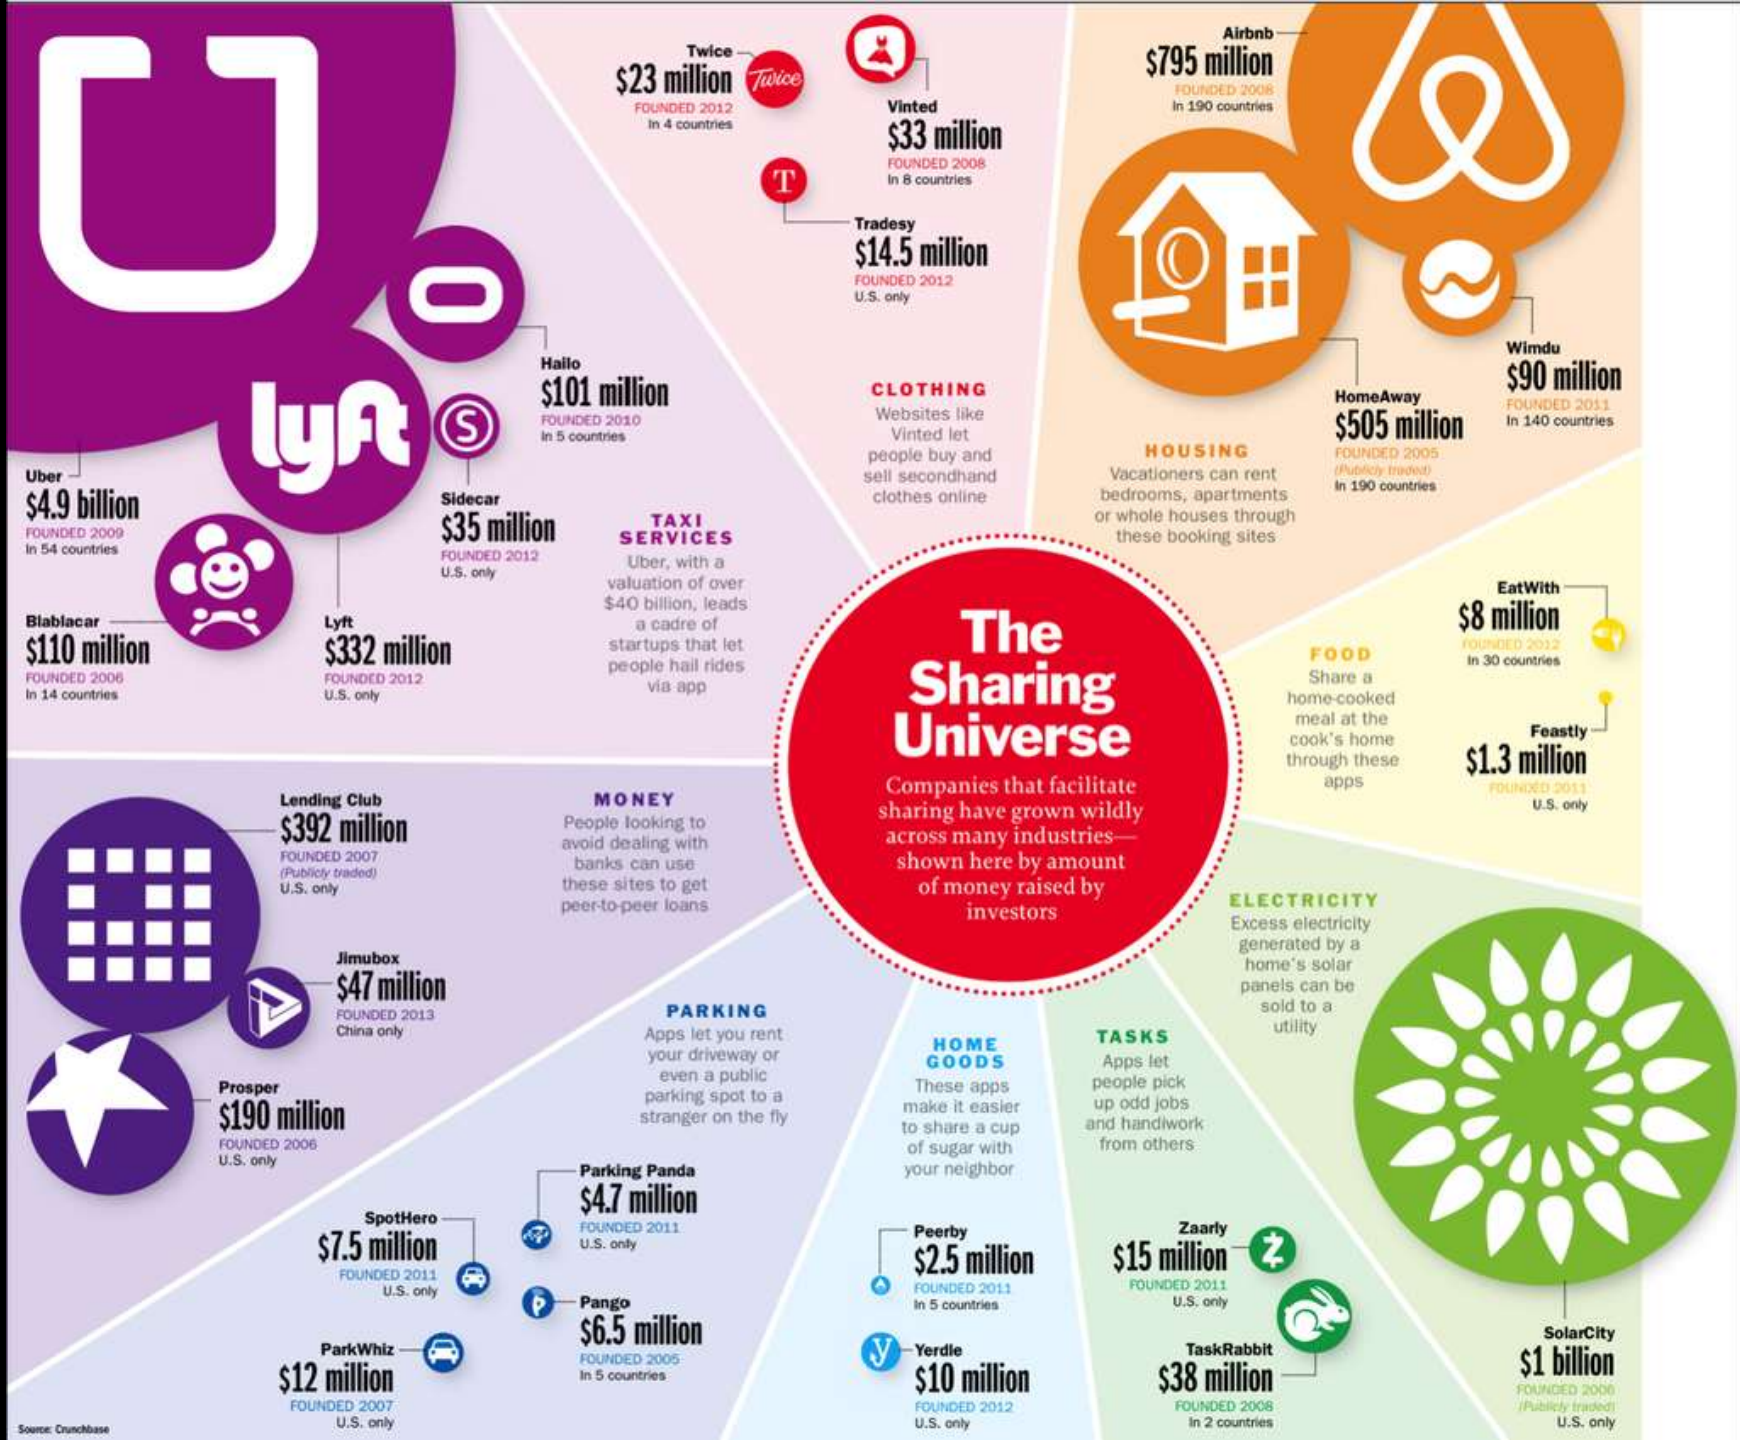 Twice
$23 million
FOUNDED 2012
In 4 countries
Twice
Vinted
$33 million
FOUNDED 2008
In 8 countries
T
Tradesy
$14.5 million
FOUNDED 2012
U.S. only
CLOTHING
Websites like
Vinted let
people buy and
sell secondhand
clothes online
Airbnb
$795 million
FOUNDED 2008
In 190 countries
Wimdu
$90 million
FOUNDED 2011
In 140 countries
HomeAway
$505 million
FOUNDED 2005
(Publicly traded)
In 190 countries
HOUSING
Vacationers can rent
bedrooms, apartments
or whole houses through
these booking sites
Hailo
$101 million
FOUNDED 2010
In 5 countries
lyft
S
Uber
$4.9 billion
FOUNDED 2009
In 54 countries
Sidecar
$35 million
FOUNDED 2012
U.S. only
Blablacar
$110 million
FOUNDED 2006
In 14 countries
Lyft
$332 million
FOUNDED 2012
U.S. only
TAXI
SERVICES
Uber, with a
valuation of over
$40 billion, leads
a cadre of
startups that let
people hail rides
via app
The
Sharing
Universe
Companies that facilitate
sharing have grown wildly
across many industries—
shown here by amount
of money raised by
investors
EatWith
$8 million
FOUNDED 2012
In 30 countries
Feastly
$1.3 million
FOUNDED 2011
U.S. only
FOOD
Share a
home-cooked
meal at the
cook's home
through these
apps
Lending Club
$392 million
FOUNDED 2007
(Publicly traded)
U.S. only
MONEY
People looking to
avoid dealing with
banks can use
these sites to get
peer-to-peer loans
Jimubox
$47 million
FOUNDED 2013
China only
Prosper
$190 million
FOUNDED 2006
U.S. only
ELECTRICITY
Excess electricity
generated by a
home's solar
panels can be
sold to a
utility
SolarCity
$1 billion
FOUNDED 2006
(Publicly traded)
U.S. only
PARKING
Apps let you rent
your driveway or
even a public
parking spot to a
stranger on the fly
Parking Panda
$4.7 million
FOUNDED 2011
U.S. only
SpotHero
$7.5 million
FOUNDED 2011
U.S. only
Pango
$6.5 million
FOUNDED 2005
In 5 countries
ParkWhiz
$12 million
FOUNDED 2007
U.S. only
HOME
GOODS
These apps
make it easier
to share a cup
of sugar with
your neighbor
Peerby
$2.5 million
FOUNDED 2011
In 5 countries
y
Yerdle
$10 million
FOUNDED 2012
U.S. only
TASKS
Apps let
people pick
up odd jobs
and handiwork
from others
Zaarly
$15 million
FOUNDED 2011
U.S. only
Z
TaskRabbit
$38 million
FOUNDED 2008
In 2 countries
Source: Crunchbase